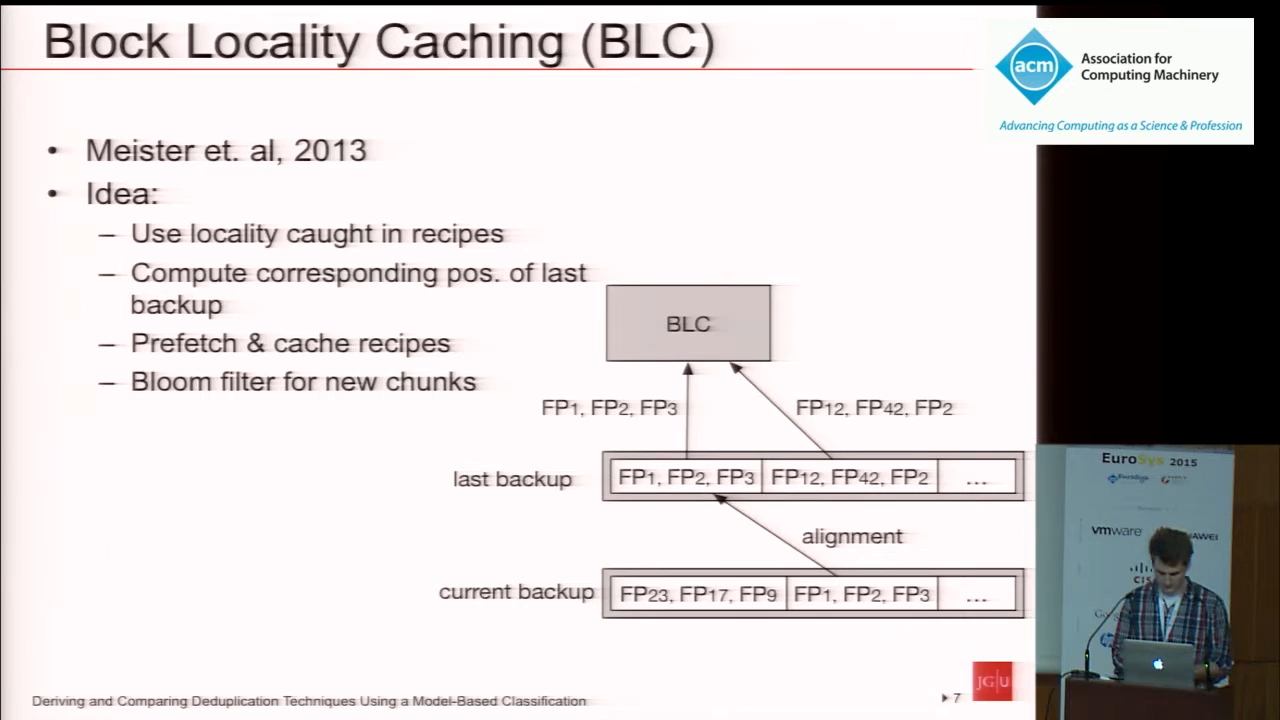 Block Locality Caching (BLC)
acm
Association for
Computing Machinery
Advancing Computing as a Science & Profession
• Meister et. al, 2013
• Idea:
– Use locality caught in recipes
– Compute corresponding pos. of last
backup
– Prefetch & cache recipes
– Bloom filter for new chunks
BLC
FP1, FP2, FP3
FP12, FP42, FP2
last backup
FP1, FP2, FP3
FP12, FP42, FP2
...
alignment
current backup
FP23, FP17, FP9
FP1, FP2, FP3
...
Deriving and Comparing Deduplication Techniques Using a Model-Based Classification
7
JG|U
EuroSys 2015
vmware